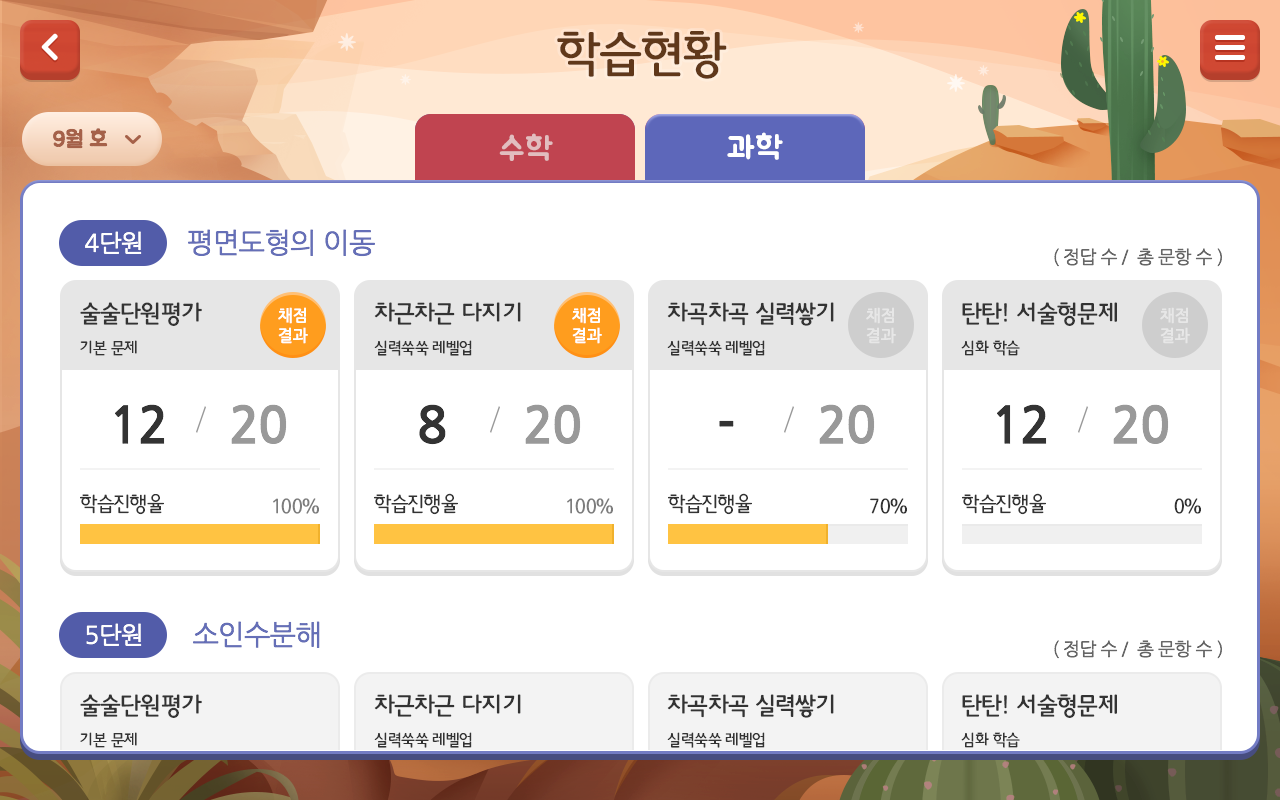 학습현황
9월 호
수학
과학
4단원 평면도형의 이동
( 정답 수 / 총 문항 수 )
술술단원평가
기본 문제
채점
결과
12 / 20
학습진행율 100%
차근차근 다지기
실력쑥쑥 레벨업
채점
결과
8 / 20
학습진행율 100%
차곡차곡 실력쌓기
실력쑥쑥 레벨업
채점
결과
- / 20
학습진행율 70%
탄탄! 서술형문제
심화 학습
채점
결과
12 / 20
학습진행율 0%
5단원 소인수분해
( 정답 수 / 총 문항 수 )
술술단원평가
기본 문제
차근차근 다지기
실력쑥쑥 레벨업
차곡차곡 실력쌓기
실력쑥쑥 레벨업
탄탄! 서술형문제
심화 학습